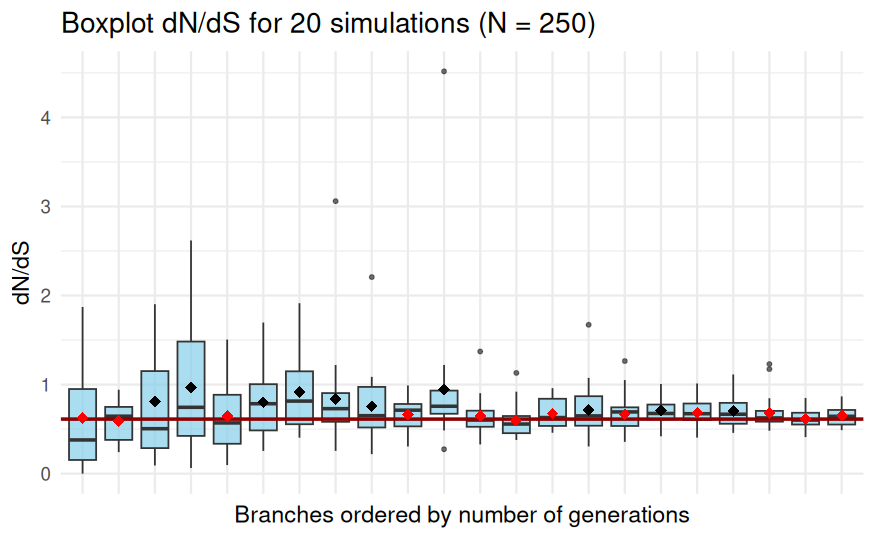 Boxplot dN/dS for 20 simulations (N = 250)
4
3
2
1
0
dN/dS
Branches ordered by number of generations